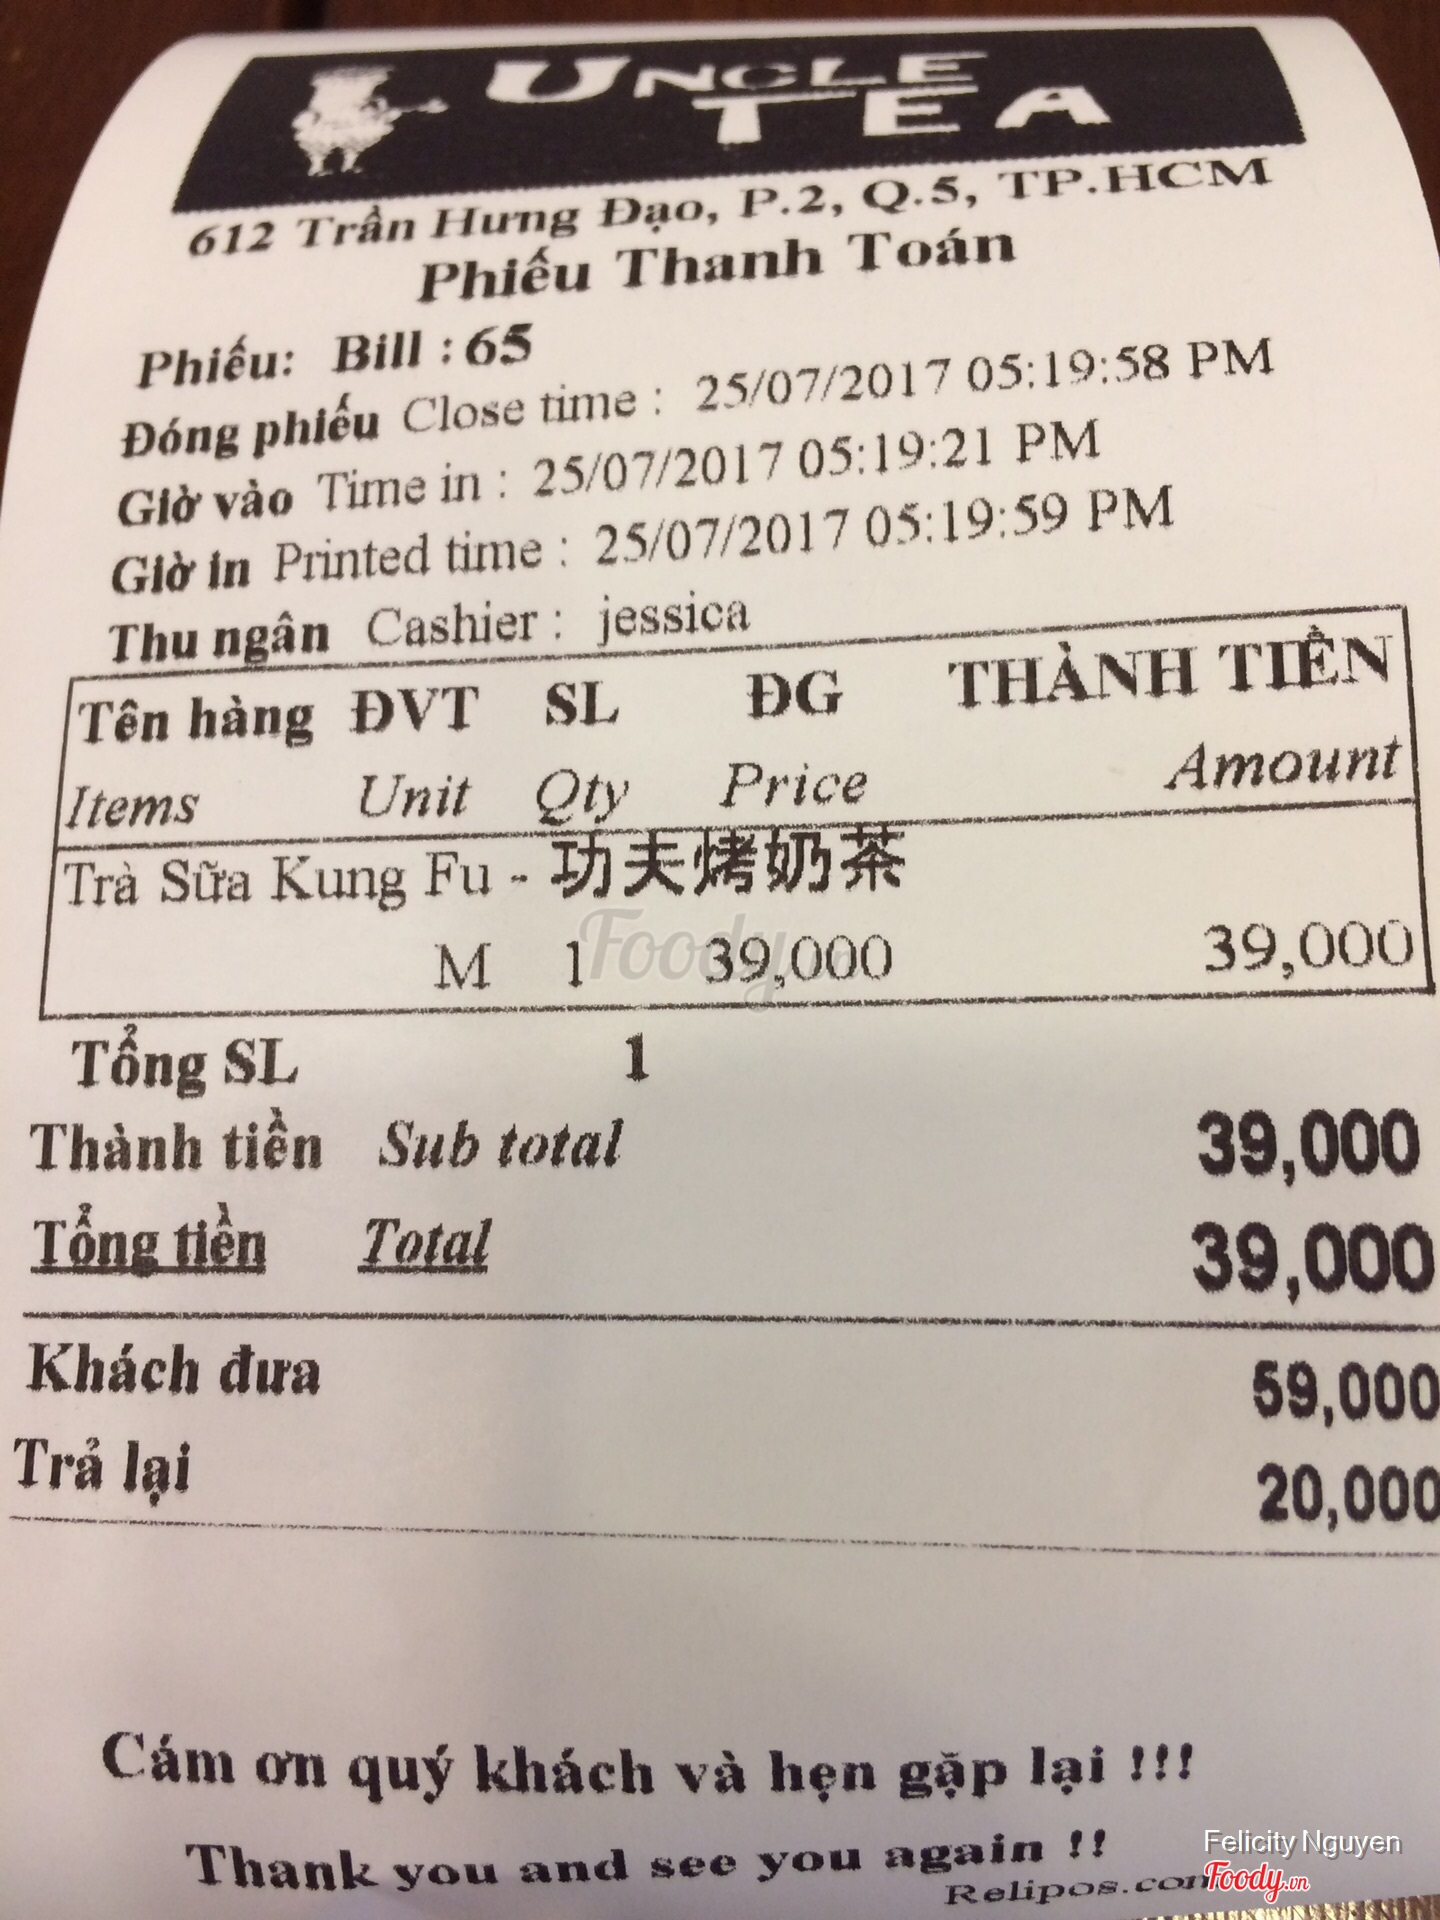 UNCLE TEA
612 Trần Hưng Đạo, P.2, Q.5, TP.HCM
Phiếu Thanh Toán
Phiếu: Bill : 65
Đóng phiếu Close time : 25/07/2017 05:19:58 PM
Giờ vào Time in : 25/07/2017 05:19:21 PM
Giờ in Printed time : 25/07/2017 05:19:59 PM
Thu ngân Cashier : jessica
Tên hàng ĐVT SL ĐG THÀNH TIỀN
Items Unit Qty Price Amount
Trà Sữa Kung Fu - 功夫烤奶茶
M 1 39,000 39,000
Tổng SL 1
Thành tiền Sub total 39,000
Tổng tiền Total 39,000
Khách đưa 59,000
Trả lại 20,000
Cám ơn quý khách và hẹn gặp lại !!!
Thank you and see you again !!
Relipos.com
Foody.vn
Felicity Nguyen
Foody.vn